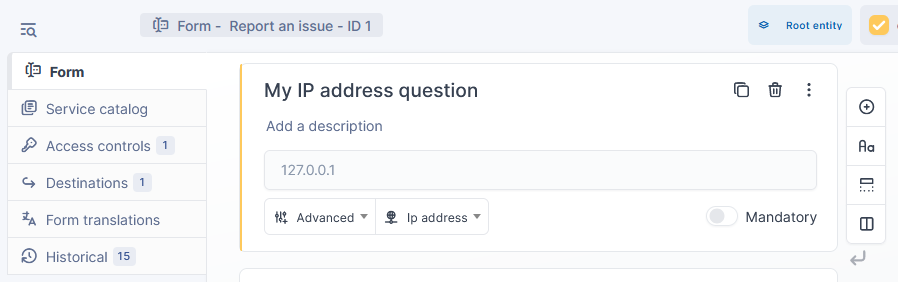 Form - Report an issue - ID 1
Root entity
Form
Service catalog
Access controls 1
Destinations 1
Form translations
Historical 15
My IP address question
Add a description
127.0.0.1
Advanced
Ip address
Mandatory
Aa